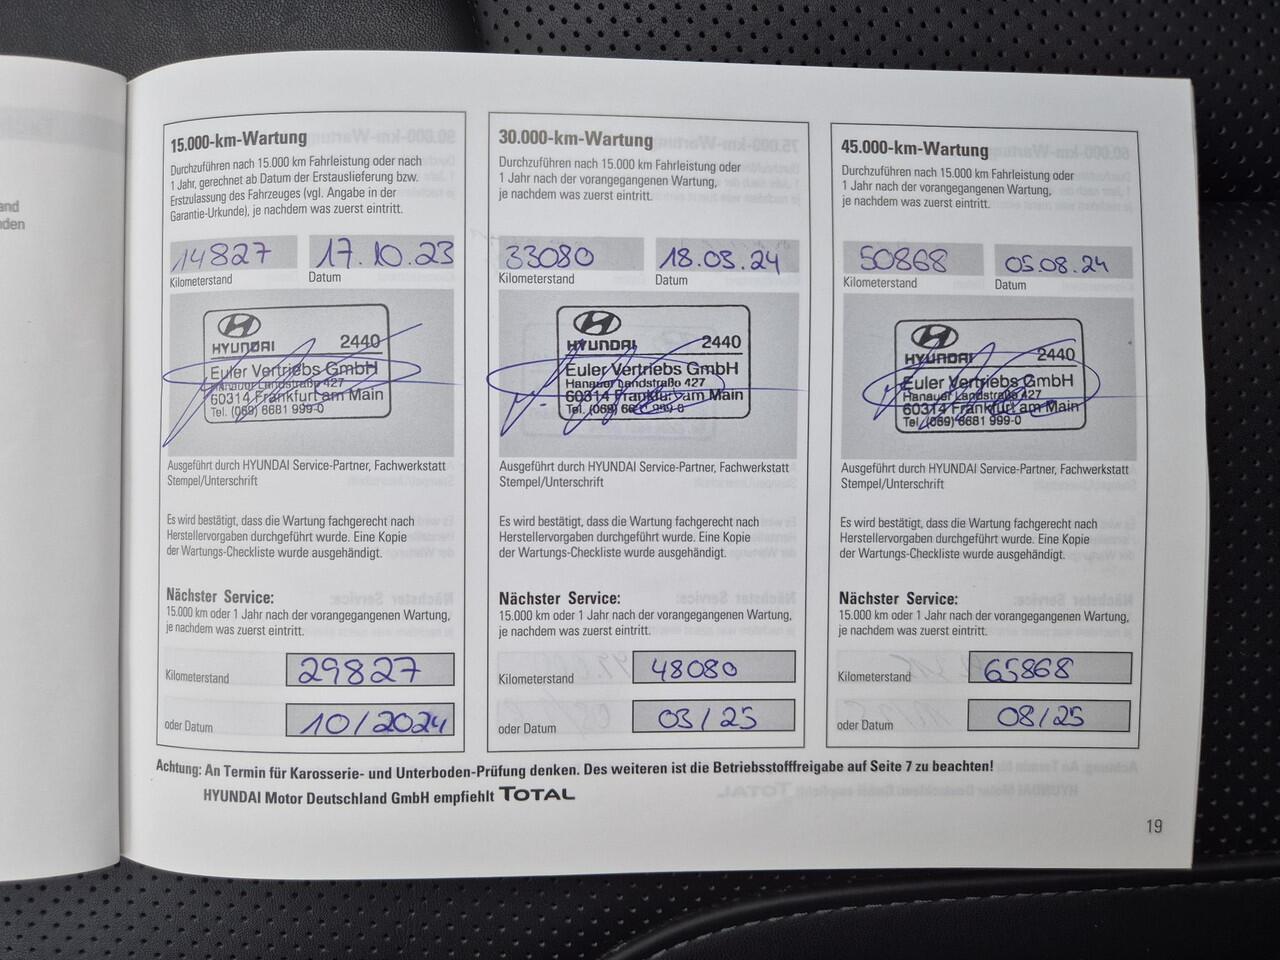 and
nden
15.000-km-Wartung
Durchzuführen nach 15.000 km Fahrleistung oder nach
1 Jahr, gerechnet ab Datum der Erstauslieferung bzw.
Erstzulassung des Fahrzeuges (vgl. Angabe in der
Garantie-Urkunde), je nachdem was zuerst eintritt.
14827
17.10.23
Kilometerstand
Datum
HYUNDAI 2440
Euler Vertriebs GmbH
Hanauer Landstraße 427
60314 Frankfurt am Main
Tel. (069) 6681 999-0
Ausgeführt durch HYUNDAI Service-Partner, Fachwerkstatt
Stempel/Unterschrift
Es wird bestätigt, dass die Wartung fachgerecht nach
Herstellervorgaben durchgeführt wurde. Eine Kopie
der Wartungs-Checkliste wurde ausgehändigt.
Nächster Service:
15.000 km oder 1 Jahr nach der vorangegangenen Wartung,
je nachdem was zuerst eintritt.
Kilometerstand 29827
oder Datum 10/2024
30.000-km-Wartung
Durchzuführen nach 15.000 km Fahrleistung oder
1 Jahr nach der vorangegangenen Wartung,
je nachdem was zuerst eintritt.
33080
18.03.24
Kilometerstand
Datum
HYUNDAI 2440
Euler Vertriebs GmbH
Hanauer Landstraße 427
60314 Frankfurt am Main
Tel. (069) 6681 999-0
Ausgeführt durch HYUNDAI Service-Partner, Fachwerkstatt
Stempel/Unterschrift
Es wird bestätigt, dass die Wartung fachgerecht nach
Herstellervorgaben durchgeführt wurde. Eine Kopie
der Wartungs-Checkliste wurde ausgehändigt.
Nächster Service:
15.000 km oder 1 Jahr nach der vorangegangenen Wartung,
je nachdem was zuerst eintritt.
Kilometerstand 48080
oder Datum 03/25
45.000-km-Wartung
Durchzuführen nach 15.000 km Fahrleistung oder
1 Jahr nach der vorangegangenen Wartung,
je nachdem was zuerst eintritt.
50868
05.08.24
Kilometerstand
Datum
HYUNDAI 2440
Euler Vertriebs GmbH
Hanauer Landstraße 427
60314 Frankfurt am Main
Tel. (069) 6681 999-0
Ausgeführt durch HYUNDAI Service-Partner, Fachwerkstatt
Stempel/Unterschrift
Es wird bestätigt, dass die Wartung fachgerecht nach
Herstellervorgaben durchgeführt wurde. Eine Kopie
der Wartungs-Checkliste wurde ausgehändigt.
Nächster Service:
15.000 km oder 1 Jahr nach der vorangegangenen Wartung,
je nachdem was zuerst eintritt.
Kilometerstand 65868
oder Datum 08/25
Achtung: An Termin für Karosserie- und Unterboden-Prüfung denken. Des weiteren ist die Betriebsstofffreigabe auf Seite 7 zu beachten!
HYUNDAI Motor Deutschland GmbH empfiehlt TOTAL
19